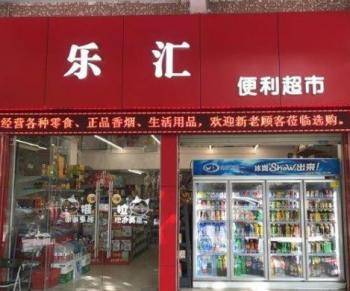 乐汇
便利超市
经营各种零食、正品香烟、生活用品，欢迎新老顾客莅临选购。
冰爽Show出来！